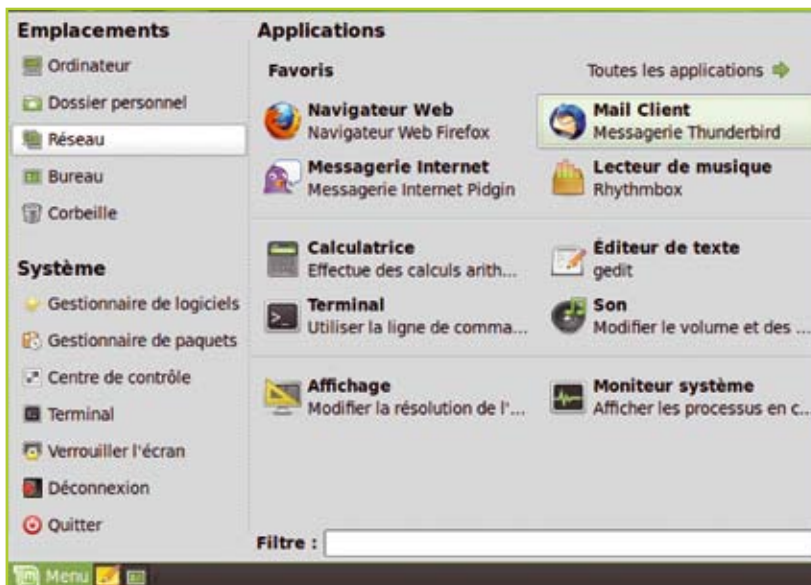 Emplacements
Ordinateur
Dossier personnel
Réseau
Bureau
Corbeille
Système
Gestionnaire de logiciels
Gestionnaire de paquets
Centre de contrôle
Terminal
Verrouiller l'écran
Déconnexion
Quitter
Applications
Favoris
Toutes les applications
Navigateur Web
Navigateur Web Firefox
Mail Client
Messagerie Thunderbird
Messagerie Internet
Messagerie Internet Pidgin
Lecteur de musique
Rhythmbox
Calculatrice
Effectue des calculs arith...
Éditeur de texte
gedit
Terminal
Utiliser la ligne de comma...
Son
Modifier le volume et des ...
Affichage
Modifier la résolution de l'...
Moniteur système
Afficher les processus en c...
Filtre :
Menu